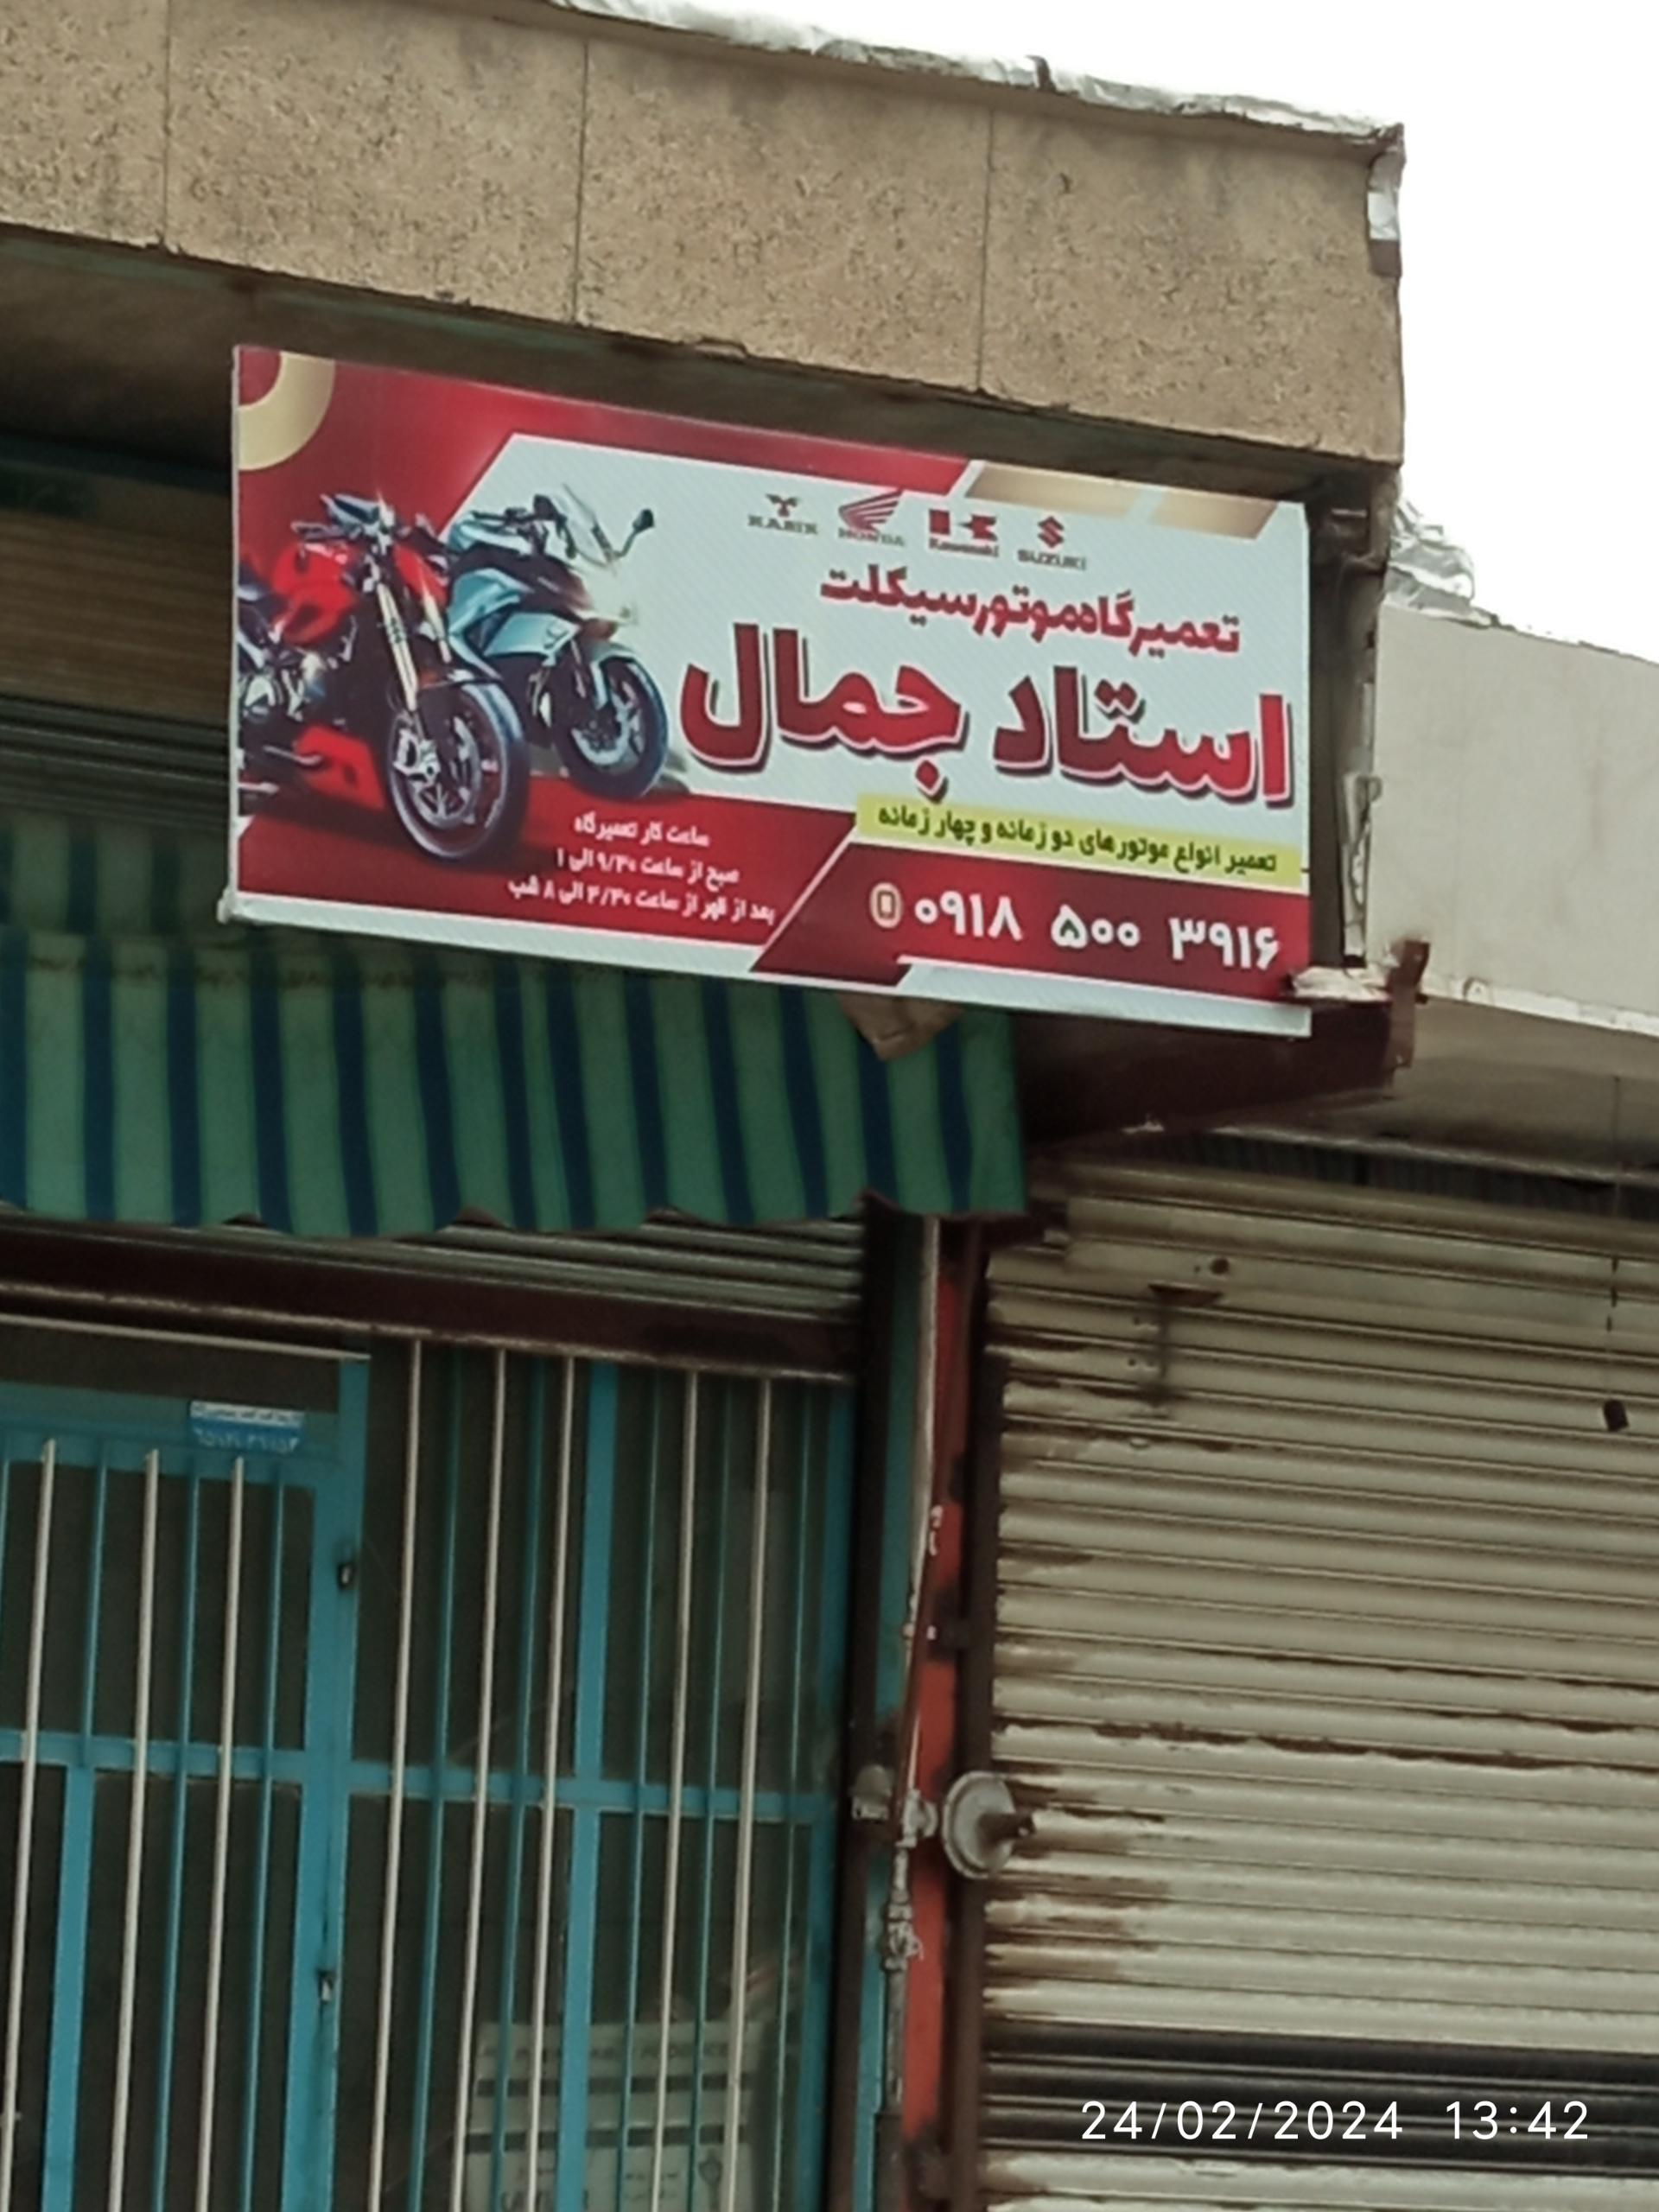 KABIR HONDA Kawasaki SUZUKI
تعمیرگاه موتورسیکلت
استاد جمال
تعمیر انواع موتورهای دو زمانه و چهار زمانه
۰۹۱۸ ۵۰۰ ۳۹۱۶
ساعت کار تعمیرگاه
صبح از ساعت ۹/۳۰ الی ۱
بعد از ظهر از ساعت ۳/۳۰ الی ۸ شب
24/02/2024 13:42